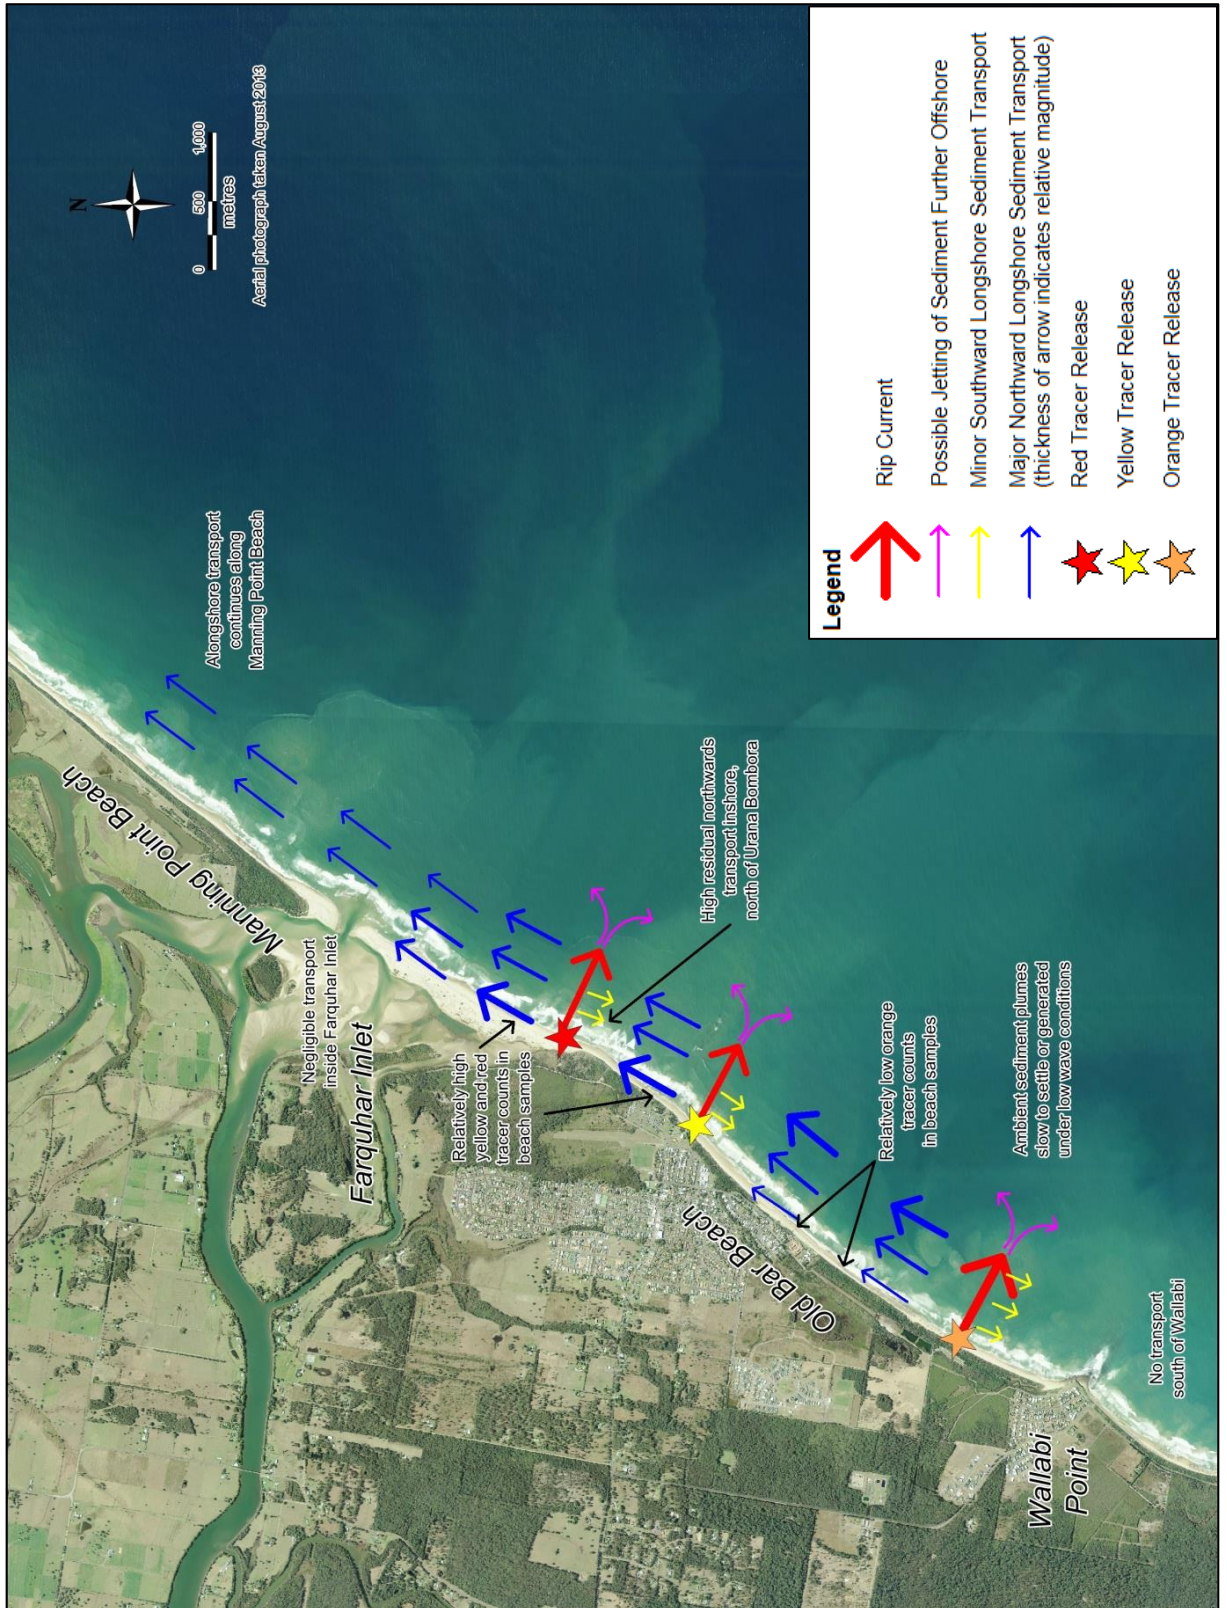 N
0 500 1,000
metres
Aerial photograph taken August 2013
Alongshore transport
continues along
Manning Point Beach
Manning Point Beach
Negligible transport
inside Farquhar Inlet
Farquhar Inlet
Relatively high
yellow and red
tracer counts in
beach samples
High residual northwards
transport inshore,
north of Urana Bombora
Old Bar Beach
Relatively low orange
tracer counts
in beach samples
Ambient sediment plumes
slow to settle or generated
under low wave conditions
Wallabi
Point
No transport
south of Wallabi
Legend
Rip Current
Possible Jetting of Sediment Further Offshore
Minor Southward Longshore Sediment Transport
Major Northward Longshore Sediment Transport
(thickness of arrow indicates relative magnitude)
Red Tracer Release
Yellow Tracer Release
Orange Tracer Release